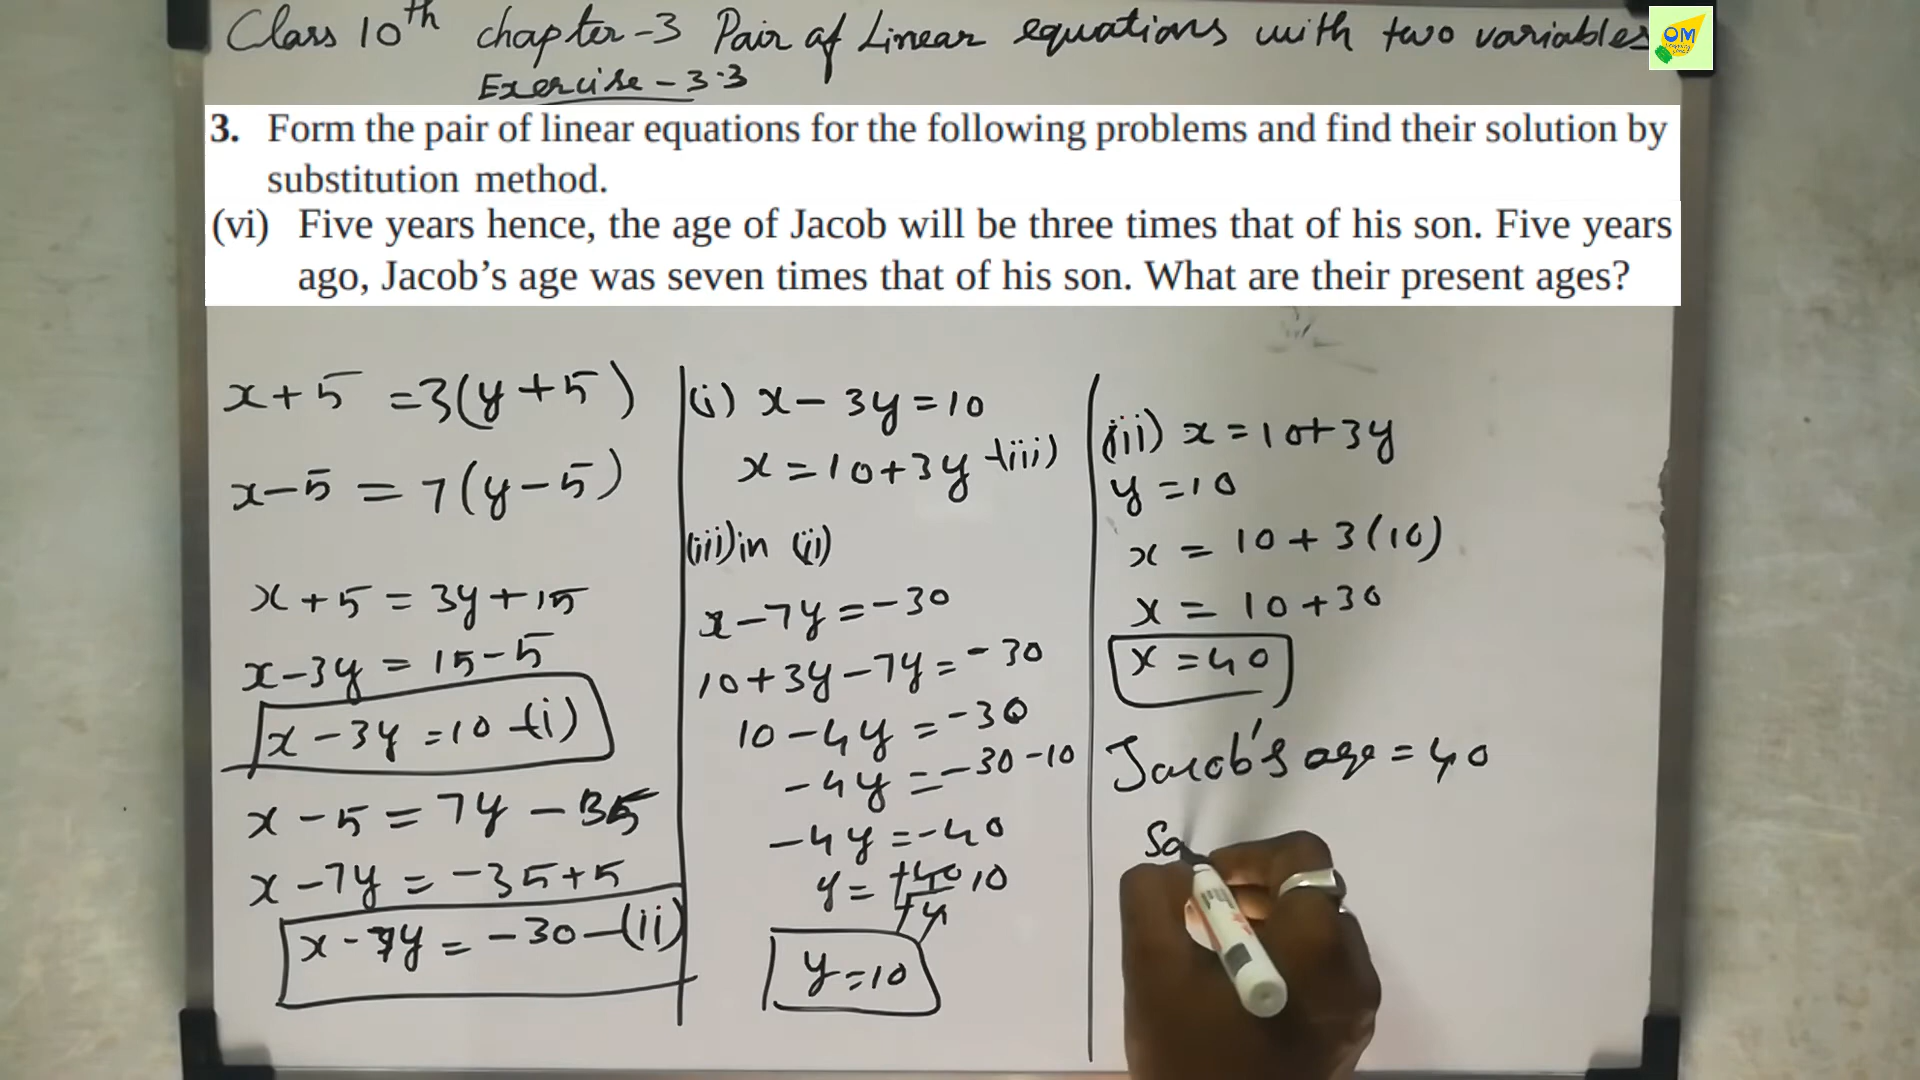 Class 10th chapter-3 Pair of Linear equations with two variables
Exercise - 3.3
OM
3. Form the pair of linear equations for the following problems and find their solution by
substitution method.
(vi) Five years hence, the age of Jacob will be three times that of his son. Five years
ago, Jacob's age was seven times that of his son. What are their present ages?
x+5 = 3(y+5)
x-5 = 7(y-5)
x+5 = 3y+15
x-3y = 15-5
x-3y = 10 -(i)
x-5 = 7y-35
x-7y = -35+5
x-7y = -30 -(ii)
(i) x-3y = 10
x = 10+3y -(iii)
(iii) in (ii)
x-7y = -30
10+3y-7y = -30
10-4y = -30
-4y = -30-10
-4y = -40
y = +40/+4 10
y = 10
(iii) x = 10+3y
y = 10
x = 10+3(10)
x = 10+30
x = 40
Jacob's age = 40
So